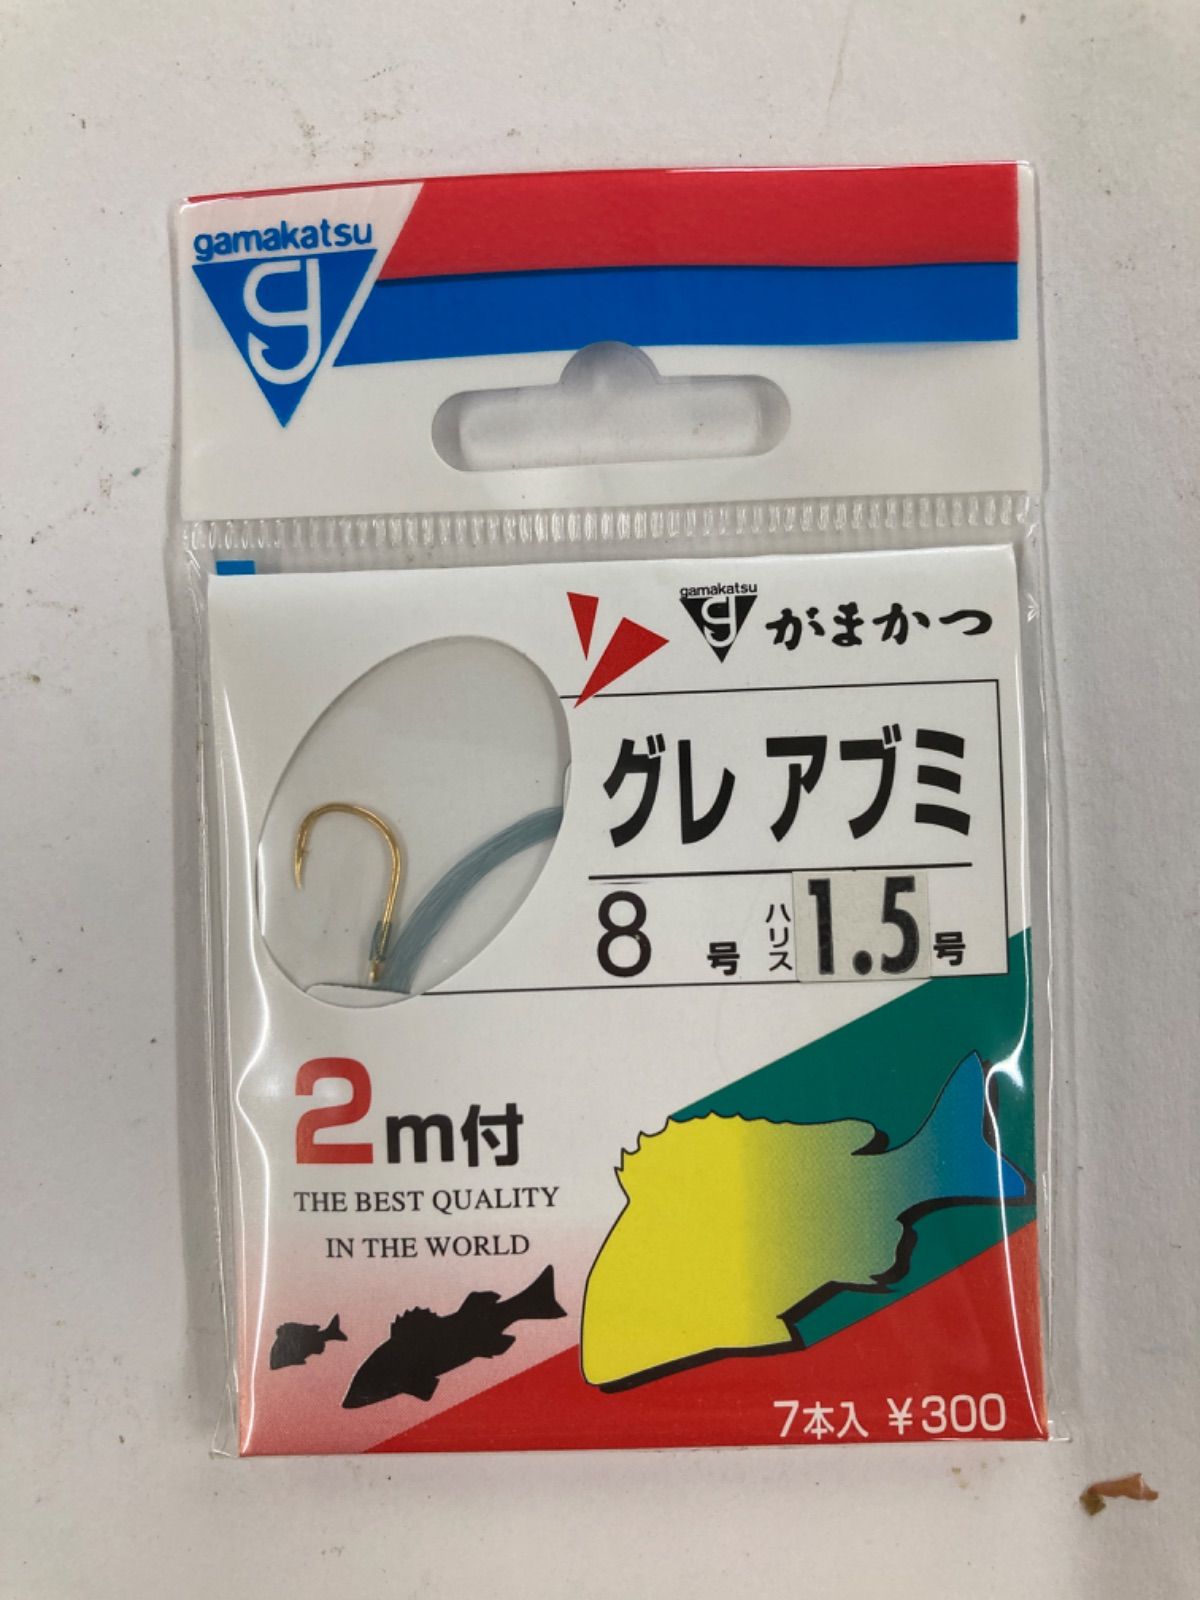 gamakatsu
g
gamakatsu
g がまかつ
グレ アブミ
8号 ハリス 1.5号
2m付
THE BEST QUALITY
IN THE WORLD
7本入 ¥300